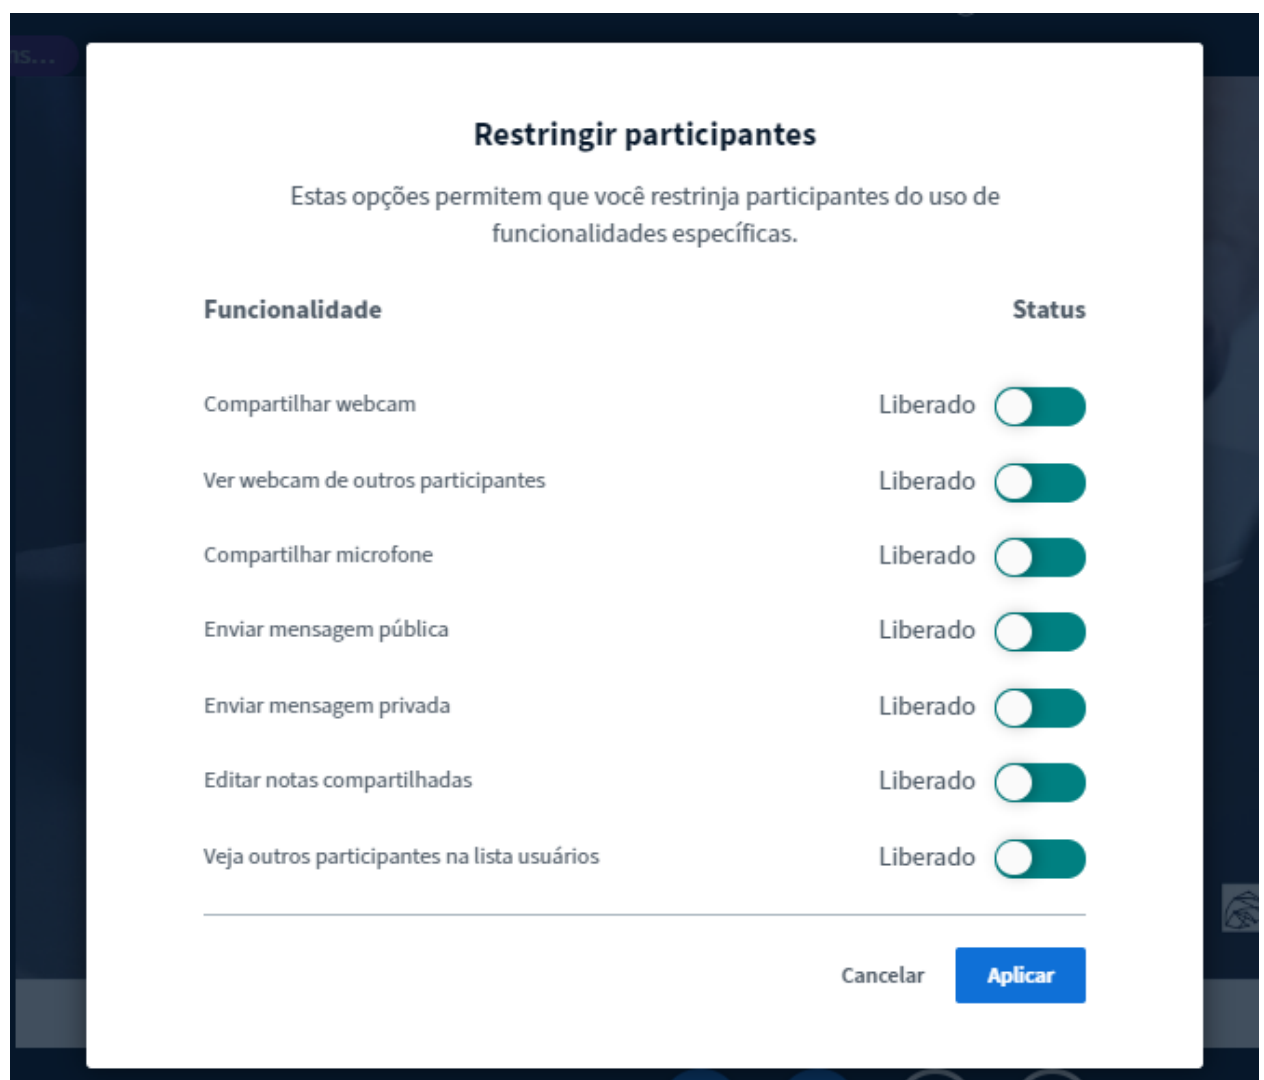 Restringir participantes
Estas opções permitem que você restrinja participantes do uso de
funcionalidades específicas.
Funcionalidade Status
Compartilhar webcam Liberado
Ver webcam de outros participantes Liberado
Compartilhar microfone Liberado
Enviar mensagem pública Liberado
Enviar mensagem privada Liberado
Editar notas compartilhadas Liberado
Veja outros participantes na lista usuários Liberado
Cancelar Aplicar